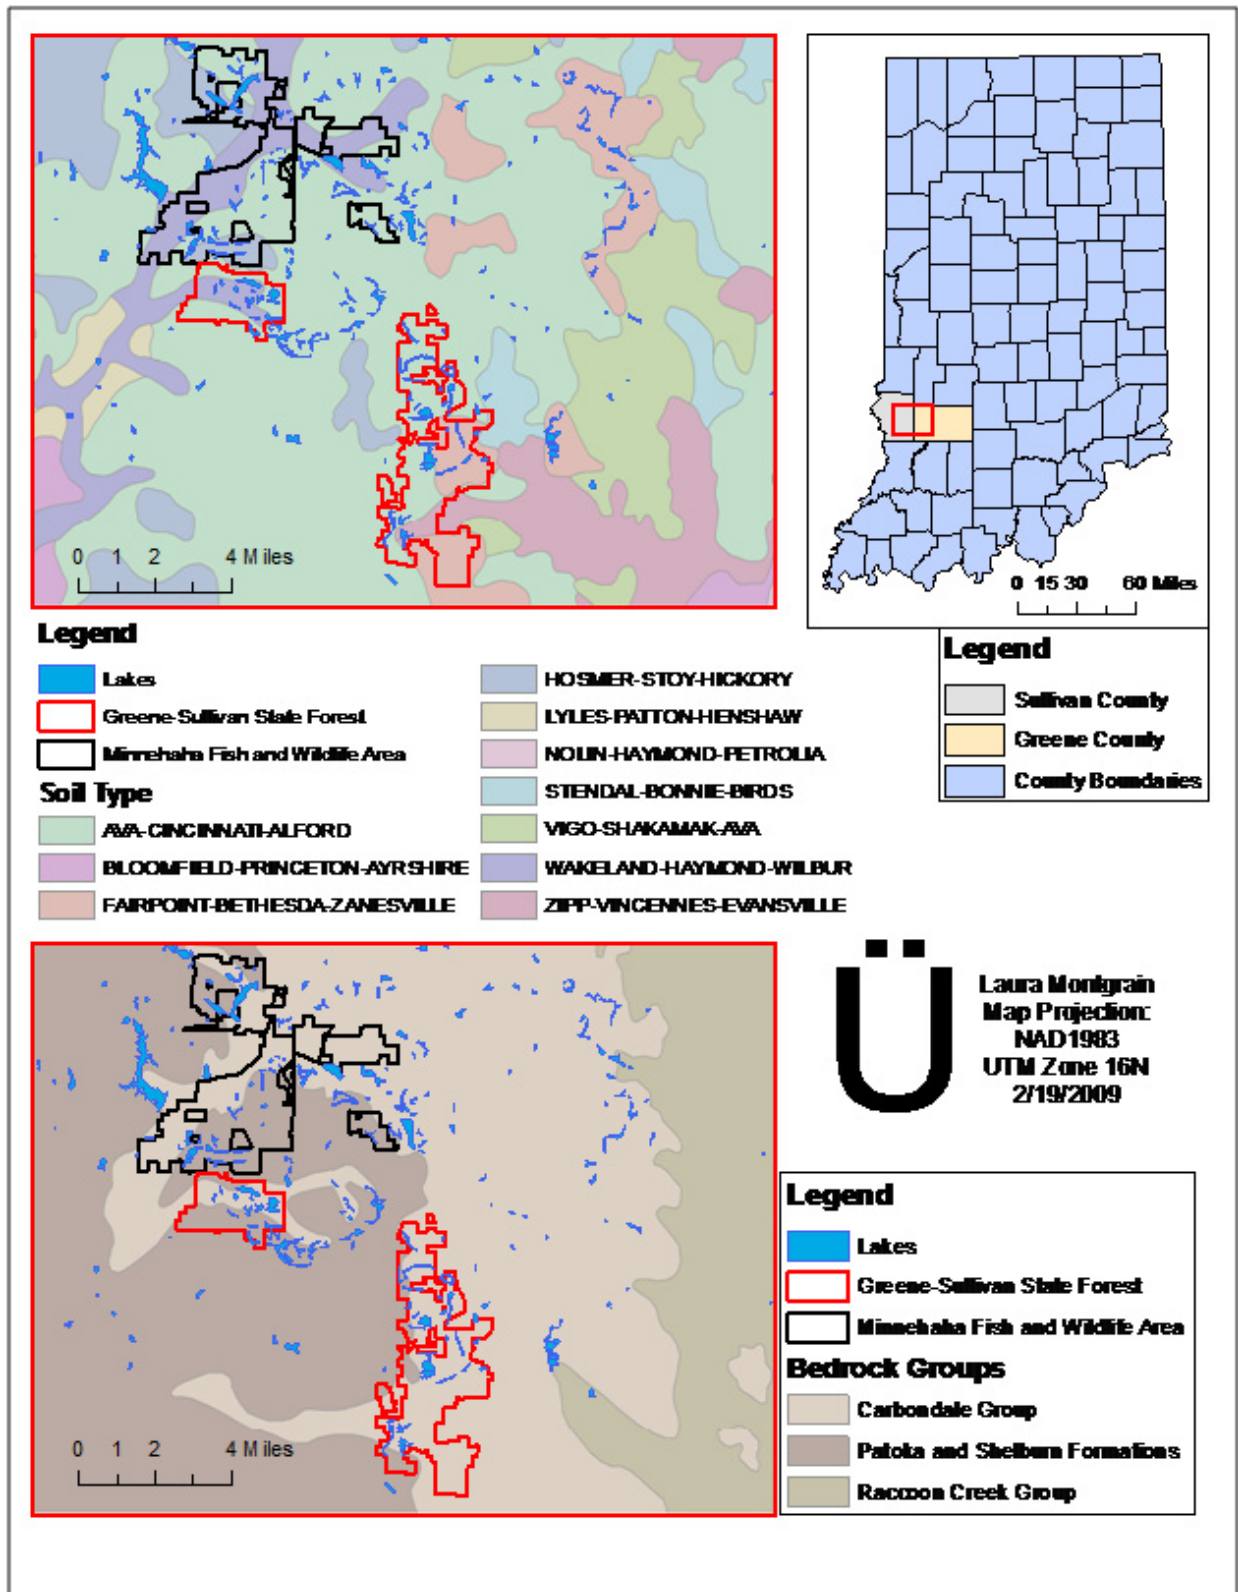 0 1 2 4 Miles
0 15 30 60 Miles
Legend
Lakes
Greene-Sullivan State Forest
Minnehaha Fish and Wildlife Area
Soil Type
AVA-CINCINNATI-ALFORD
BLOOMFIELD-PRINCETON-AYRSHIRE
FAIRPOINT-BETHESDA-ZANESVILLE
HOSMER-STOY-HICKORY
LYLES-PATTON-HENSHAW
NOLIN-HAYMOND-PETROLIA
STENDAL-BONNIE-BIRDS
VIGO-SHAKAMAK-AVA
WAKELAND-HAYMOND-WILBUR
ZIPP-VINCENNES-EVANSVILLE
Legend
Sullivan County
Greene County
County Boundaries
0 1 2 4 Miles
Ü
Laura Montgrain
Map Projection:
NAD1983
UTM Zone 16N
2/19/2009
Legend
Lakes
Greene-Sullivan State Forest
Minnehaha Fish and Wildlife Area
Bedrock Groups
Carbondale Group
Patoka and Shelburn Formations
Raccoon Creek Group